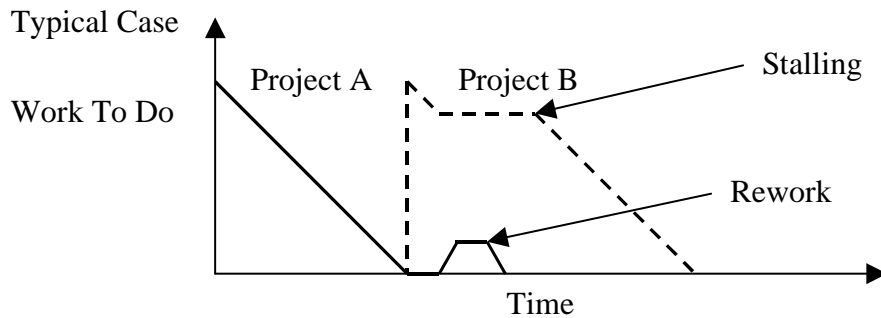 Typical Case
Project A
Project B
Stalling
Work To Do
Rework
Time